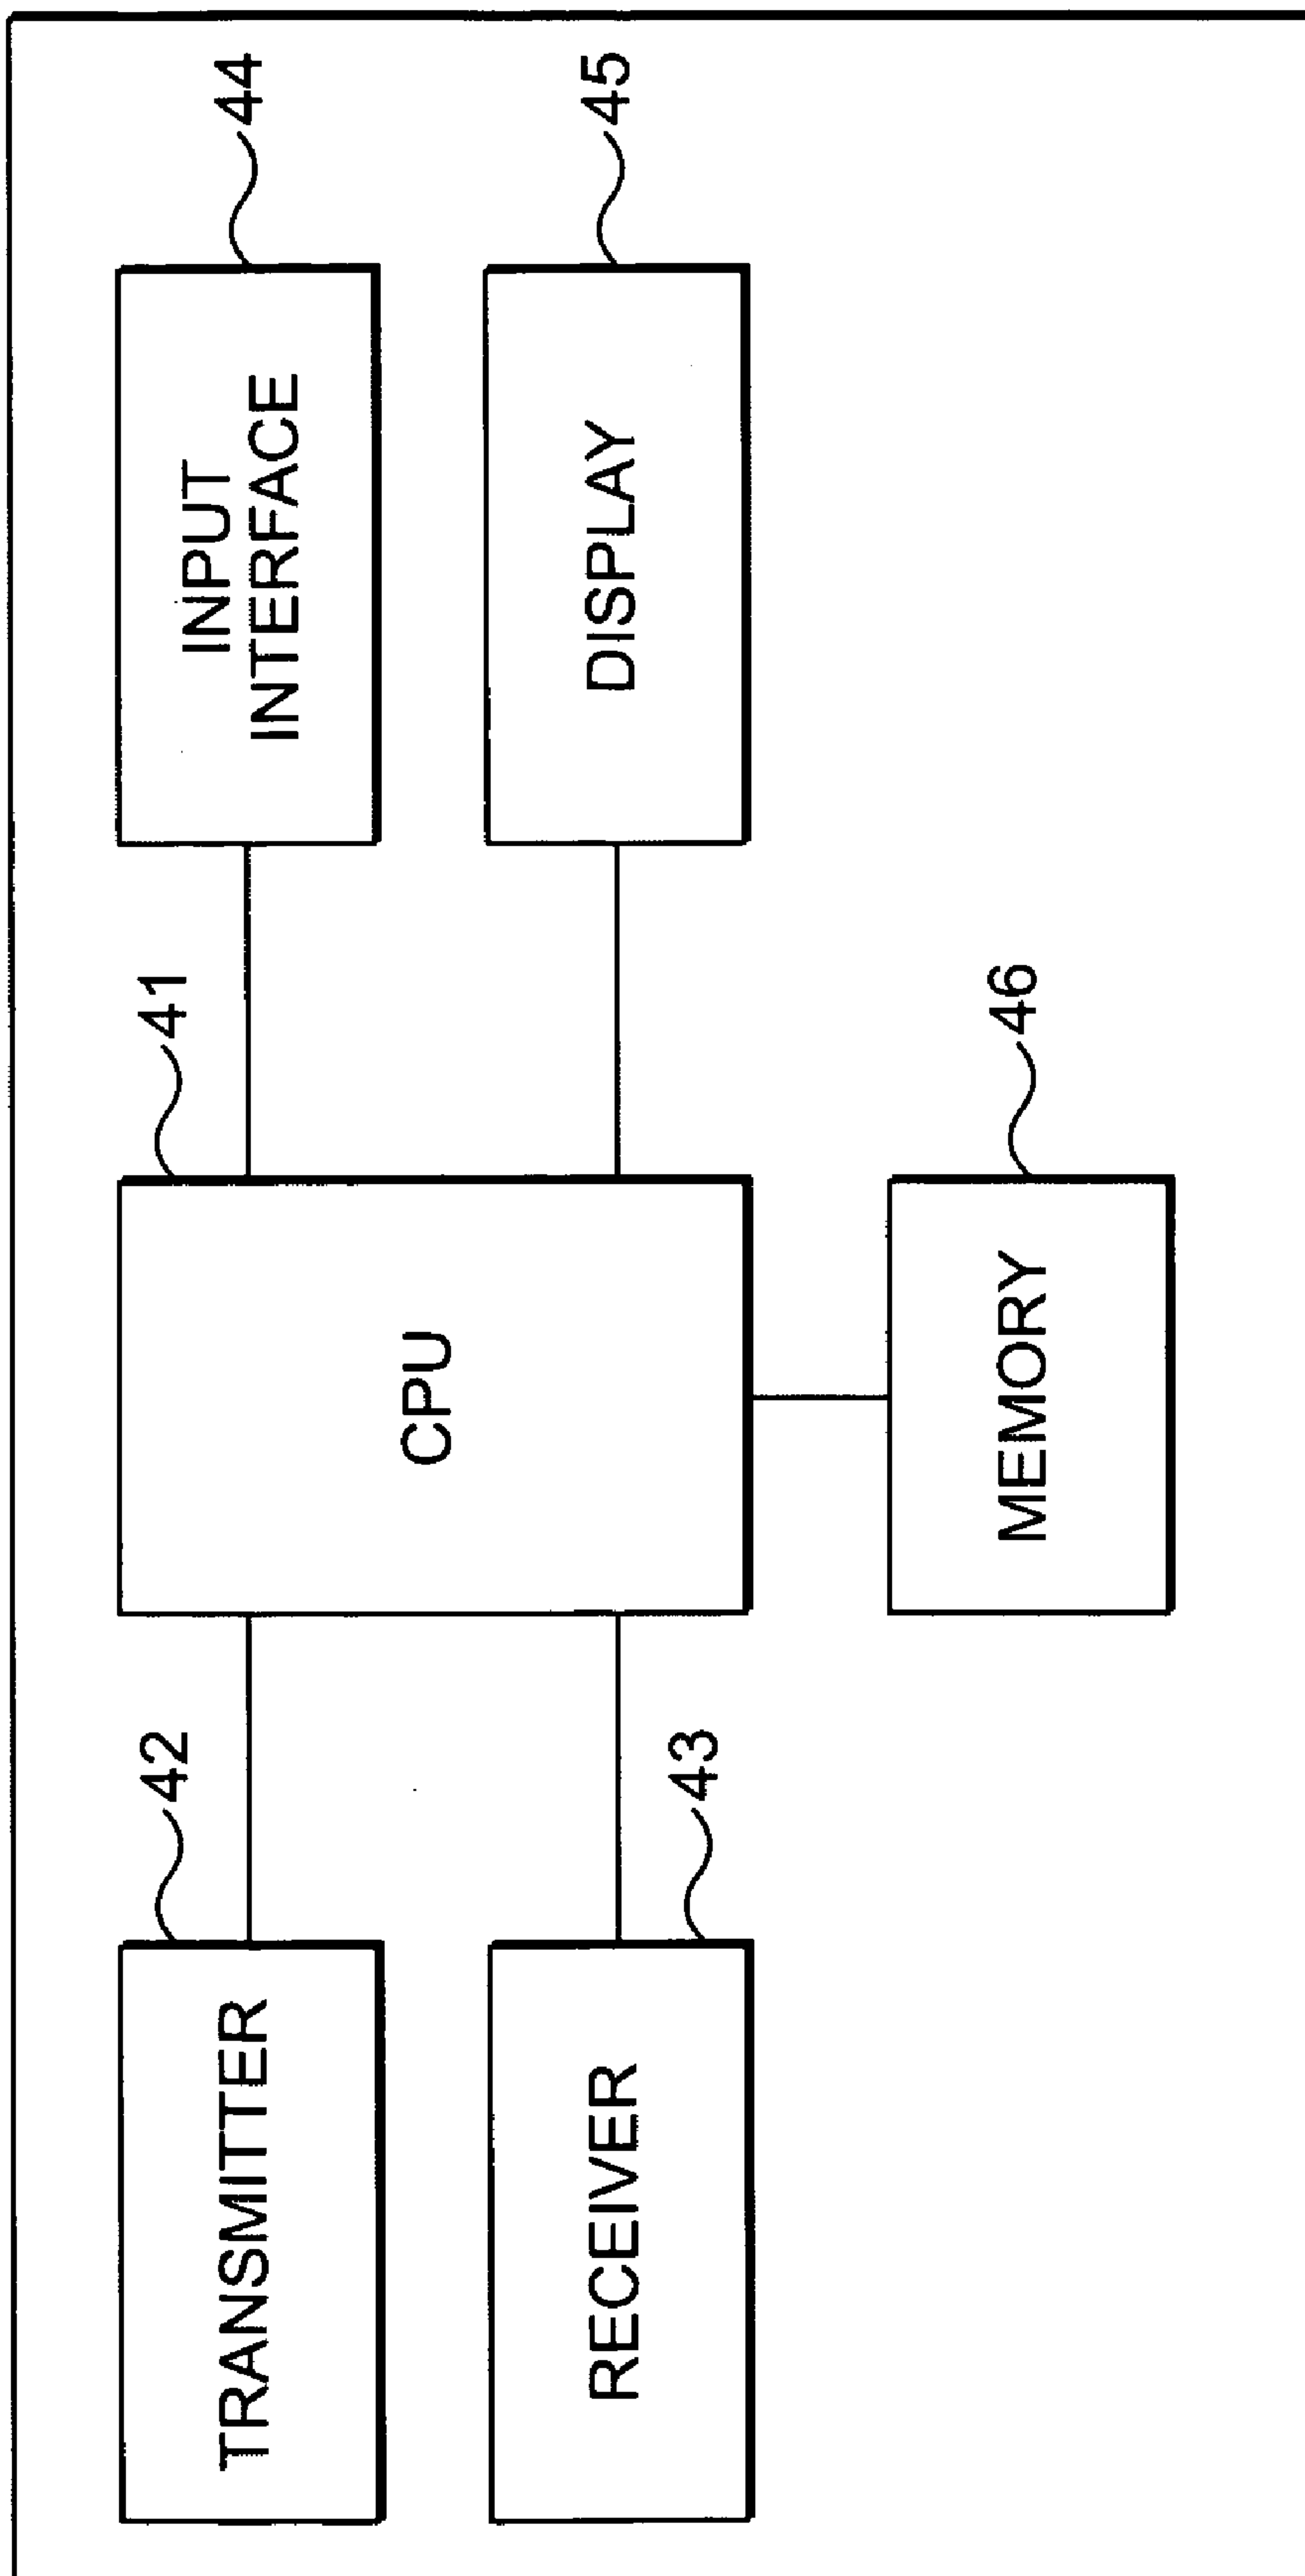 42
TRANSMITTER
43
RECEIVER
41
CPU
46
MEMORY
44
INPUT
INTERFACE
45
DISPLAY